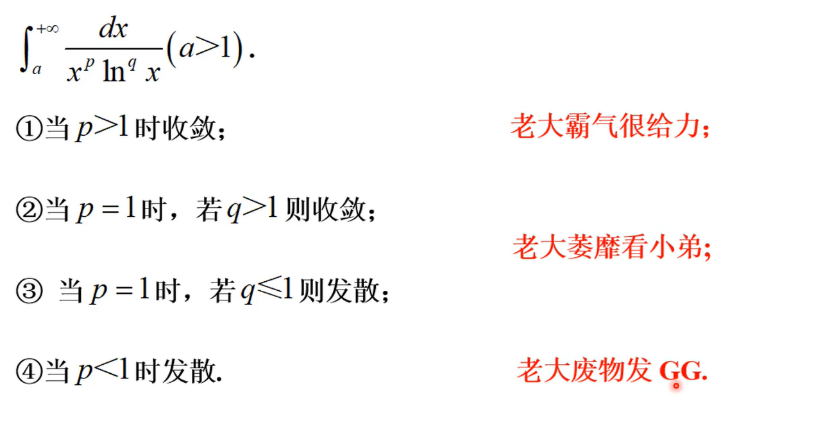 ∫_a^{+∞} dx / (x^p ln^q x) (a>1).
①当 p>1 时收敛;
老大霸气很给力;
②当 p = 1 时，若 q>1 则收敛;
老大萎靡看小弟;
③ 当 p = 1 时，若 q≤1 则发散;
④当 p<1 时发散.
老大废物发 GG.